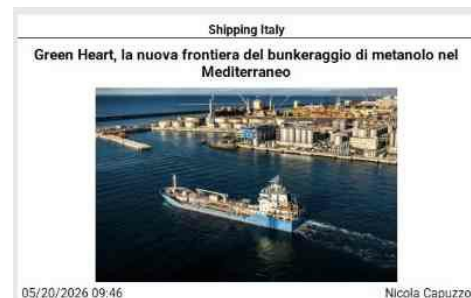 Shipping Italy
Green Heart, la nuova frontiera del bunkeraggio di metanolo nel
Mediterraneo
05/20/2026 09:46
Nicola Capuzzo